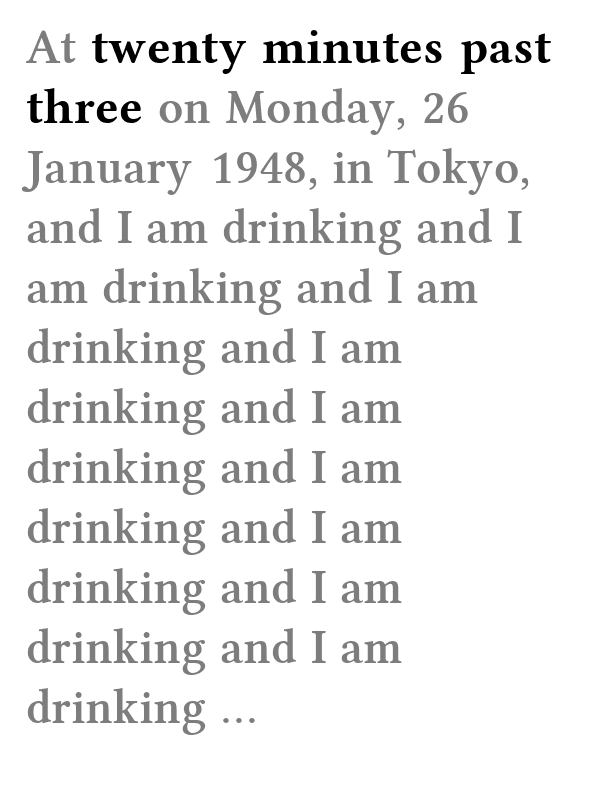 At twenty minutes past
three on Monday, 26
January 1948, in Tokyo,
and I am drinking and I
am drinking and I am
drinking and I am
drinking and I am
drinking and I am
drinking and I am
drinking and I am
drinking and I am
drinking ...